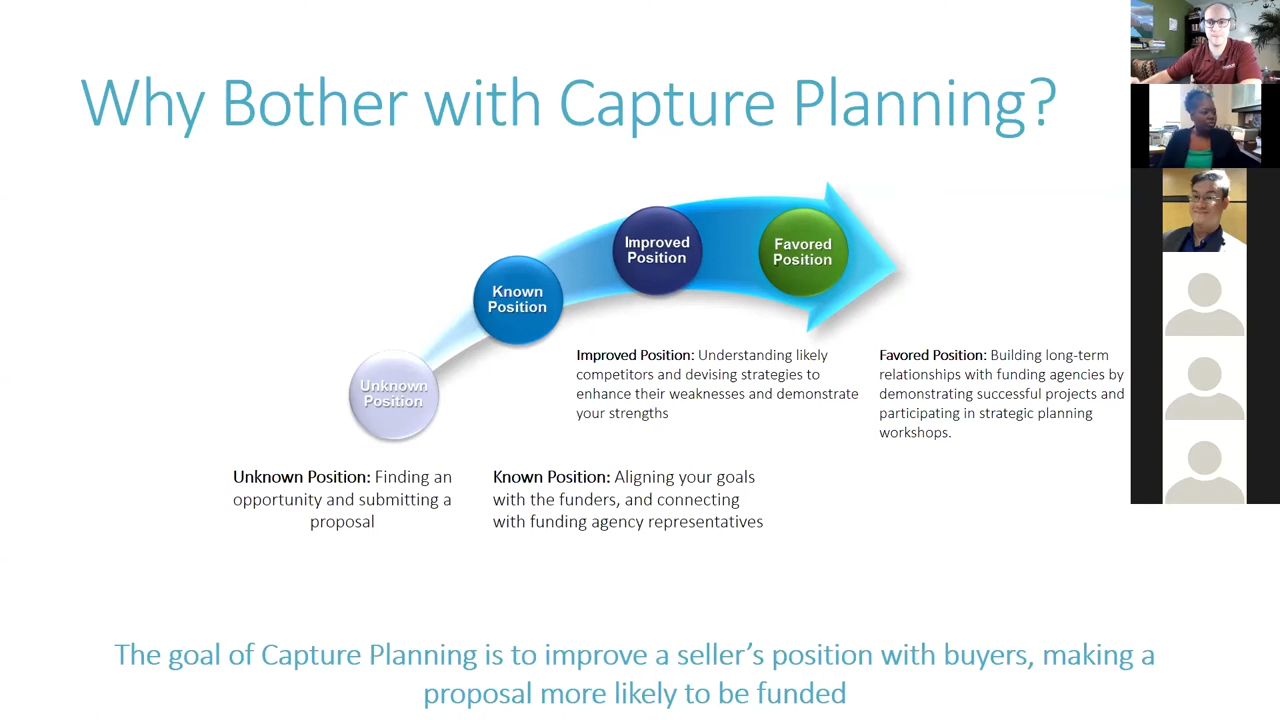 Why Bother with Capture Planning?
Unknown
Position
Known
Position
Improved
Position
Favored
Position
Improved Position: Understanding likely
competitors and devising strategies to
enhance their weaknesses and demonstrate
your strengths
Favored Position: Building long-term
relationships with funding agencies by
demonstrating successful projects and
participating in strategic planning
workshops.
Unknown Position: Finding an
opportunity and submitting a
proposal
Known Position: Aligning your goals
with the funders, and connecting
with funding agency representatives
The goal of Capture Planning is to improve a seller's position with buyers, making a
proposal more likely to be funded